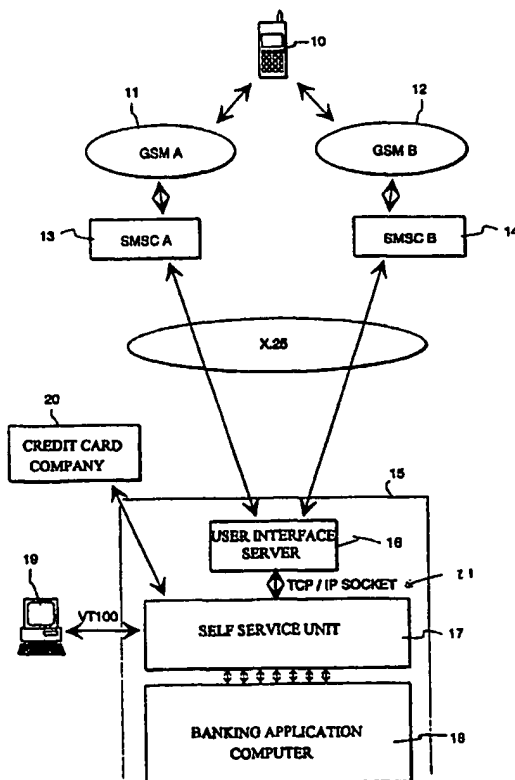 10
11
12
GSM A
GSM B
13
SMSC A
SMSC B
14
X.25
20
CREDIT CARD
COMPANY
15
USER INTERFACE
SERVER
16
TCP / IP SOCKET
21
19
VT100
SELF SERVICE UNIT
17
BANKING APPLICATION
COMPUTER
18